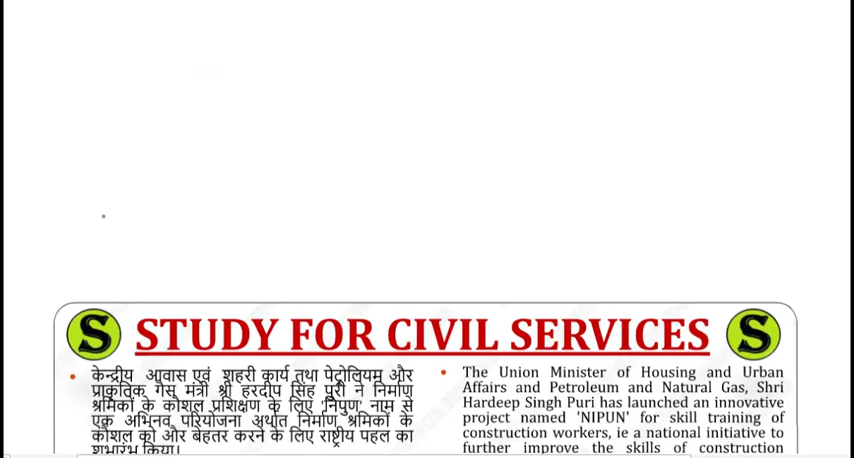 S STUDY FOR CIVIL SERVICES S
• केन्द्रीय आवास एवं शहरी कार्य तथा पेट्रोलियम और
प्राकृतिक गैस मंत्री श्री हरदीप सिंह पुरी ने निर्माण
श्रमिकों के कौशल प्रशिक्षण के लिए 'निपुण' नाम से
एक अभिनव परियोजना अर्थात निर्माण श्रमिकों के
कौशल को और बेहतर करने के लिए राष्ट्रीय पहल का
शुभारंभ किया।
• The Union Minister of Housing and Urban
Affairs and Petroleum and Natural Gas, Shri
Hardeep Singh Puri has launched an innovative
project named 'NIPUN' for skill training of
construction workers, ie a national initiative to
further improve the skills of construction